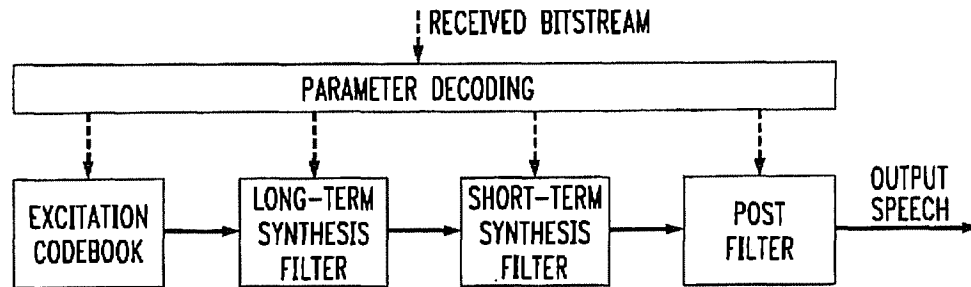 RECEIVED BITSTREAM
PARAMETER DECODING
EXCITATION
CODEBOOK
LONG-TERM
SYNTHESIS
FILTER
SHORT-TERM
SYNTHESIS
FILTER
POST
FILTER
OUTPUT
SPEECH